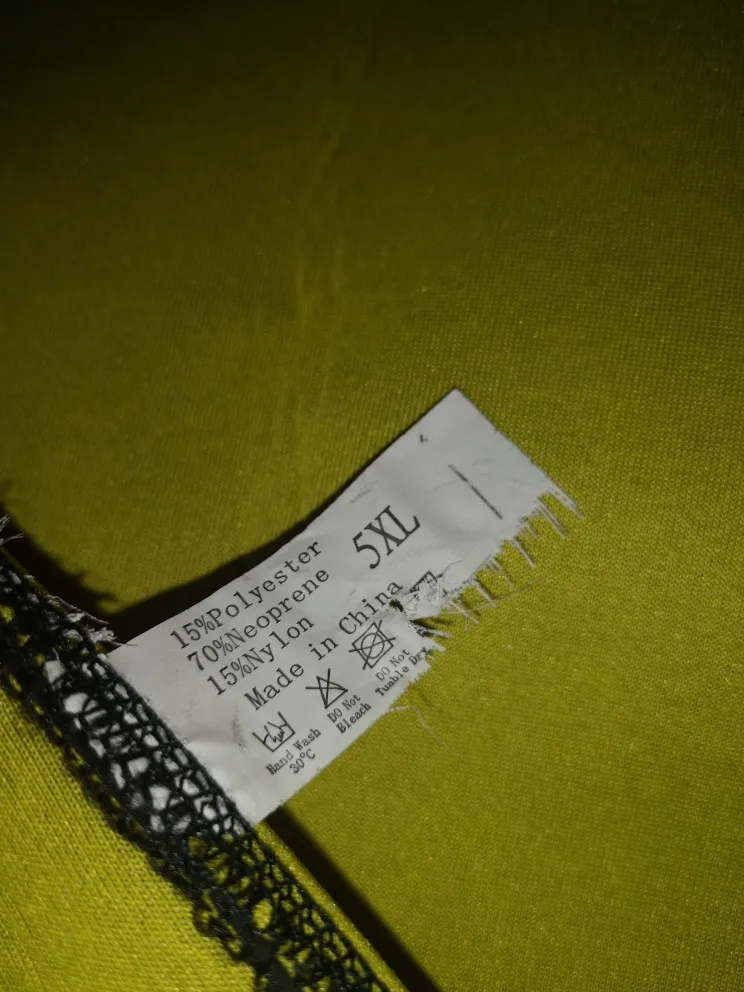 5XL
15%Polyester
70%Neoprene
15%Nylon
Made in China
Hand Wash
30°C
DO Not
Bleach
DO Not
Tuable Dry